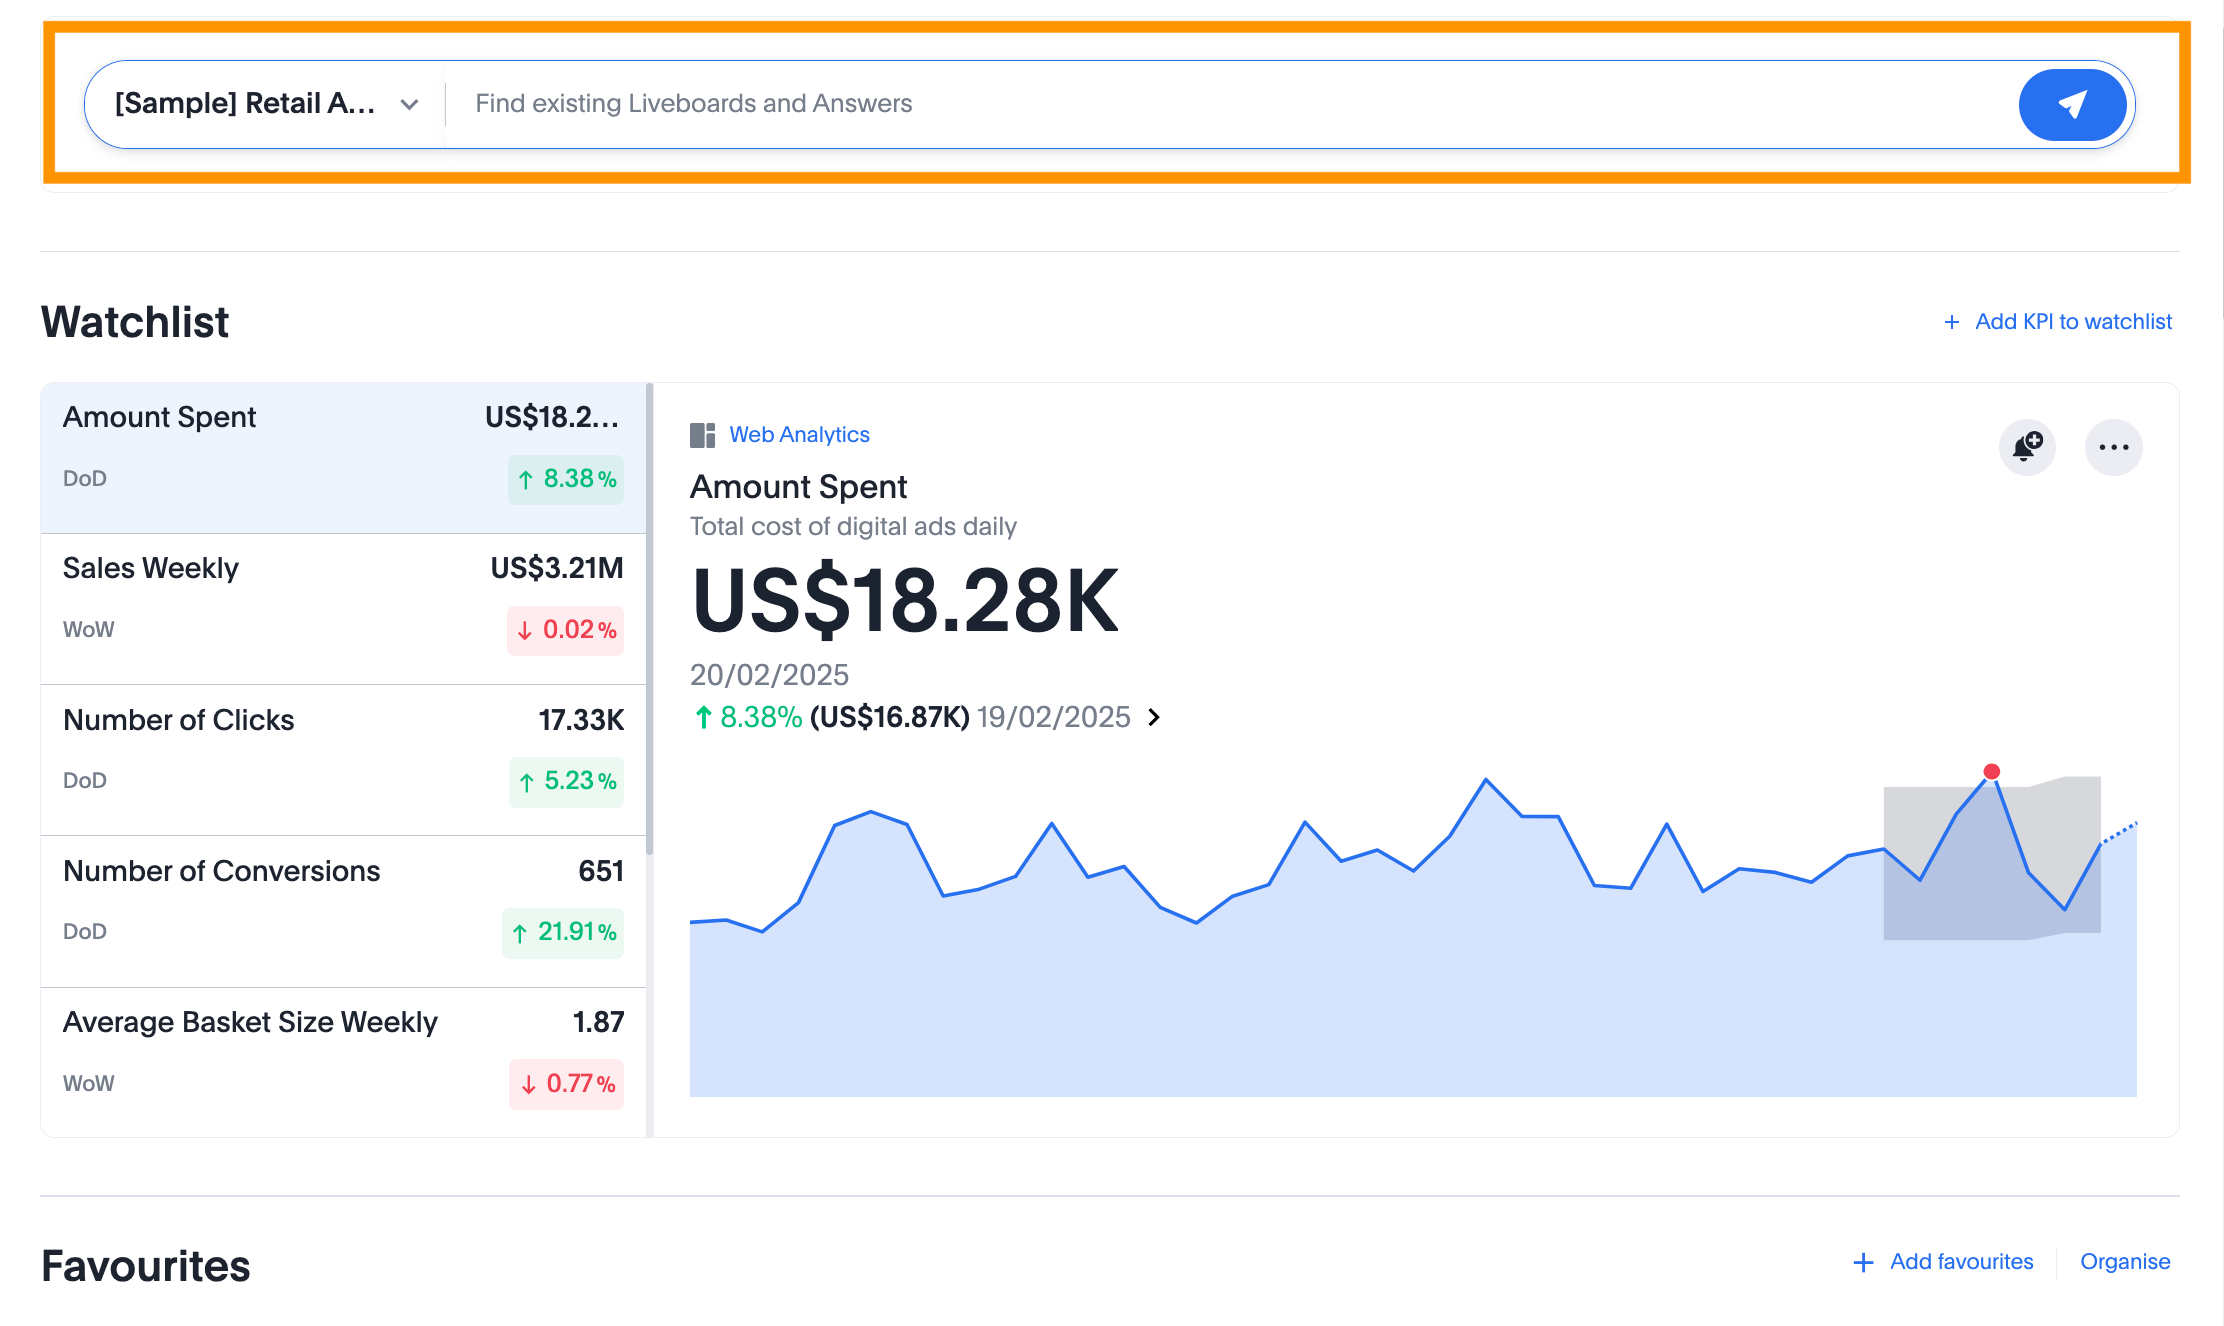 [Sample] Retail A...
Find existing Liveboards and Answers
Watchlist
+ Add KPI to watchlist
Amount Spent US$18.2...
DoD ↑ 8.38%
Sales Weekly US$3.21M
WoW ↓ 0.02%
Number of Clicks 17.33K
DoD ↑ 5.23%
Number of Conversions 651
DoD ↑ 21.91%
Average Basket Size Weekly 1.87
WoW ↓ 0.77%
Web Analytics
Amount Spent
Total cost of digital ads daily
US$18.28K
20/02/2025
↑ 8.38% (US$16.87K) 19/02/2025
Favourites
+ Add favourites
Organise